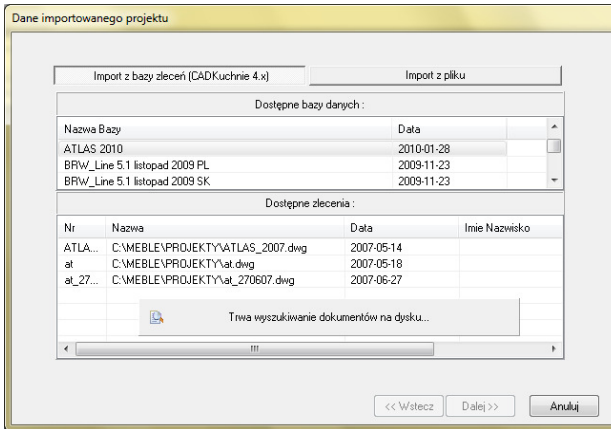 Dane importowanego projektu
Import z bazy zleceń (CADKuchnie 4.x) Import z pliku
Dostępne bazy danych :
Nazwa Bazy Data
ATLAS 2010 2010-01-28
BRW_Line 5.1 listopad 2009 PL 2009-11-23
BRW_Line 5.1 listopad 2009 SK 2009-11-23
Dostępne zlecenia :
Nr Nazwa Data Imie Nazwisko
ATLA... C:\MEBLE\PROJEKTY\ATLAS_2007.dwg 2007-05-14
at C:\MEBLE\PROJEKTY\at.dwg 2007-05-18
at_27... C:\MEBLE\PROJEKTY\at_270607.dwg 2007-06-27
Trwa wyszukiwanie dokumentów na dysku...
<< Wstecz Dalej >> Anuluj